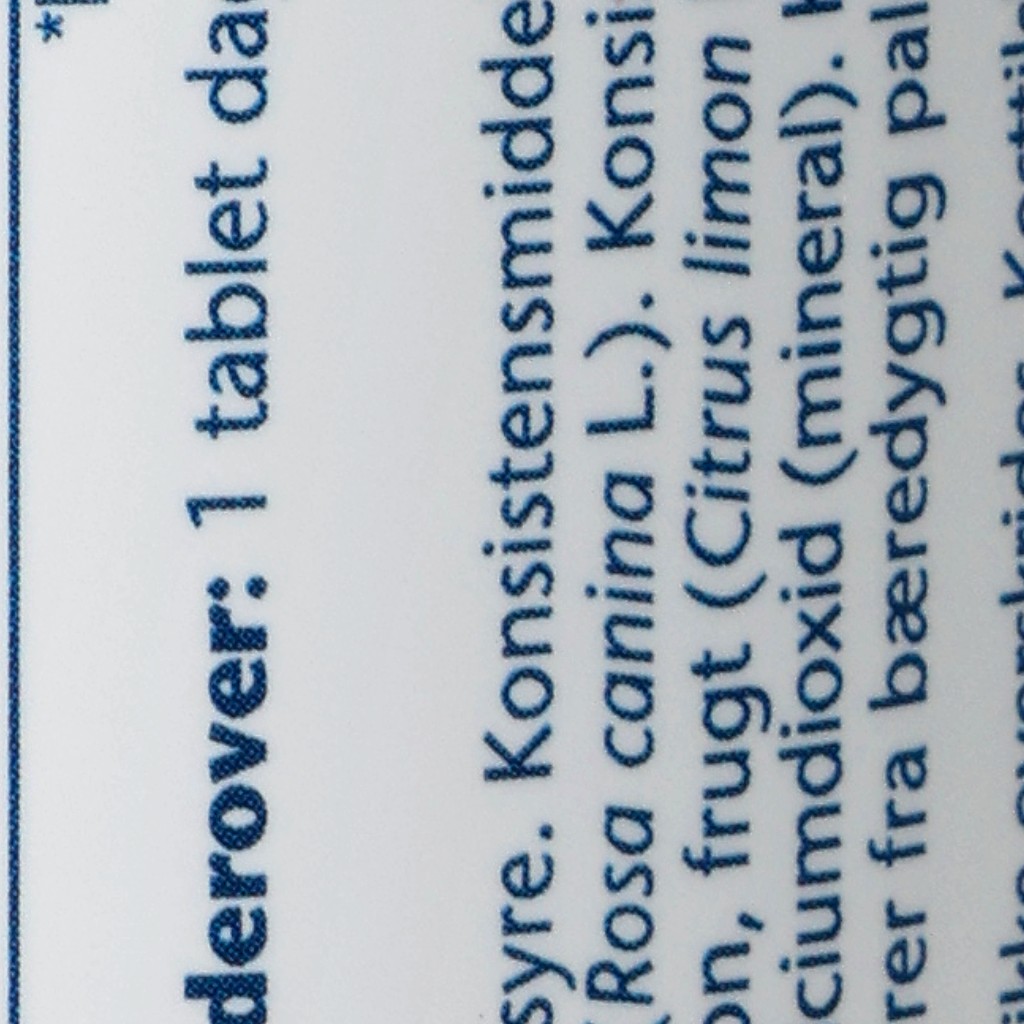 derover: 1 tablet da
syre. Konsistensmidde
(Rosa canina L.). Konsi
on, frugt (Citrus limon
ciumdioxid (mineral).
rer fra bæredygtig pal